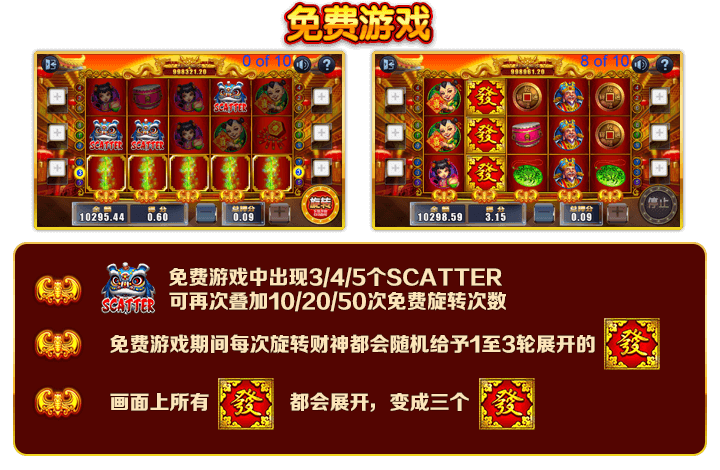 免费游戏
0 of 10
998321.20
SCATTER
SCATTER SCATTER
旋转
10295.44 0.60 0.09
8 of 10
998961.20
發
發
發
停止
10298.59 3.15 0.09
SCATTER 免费游戏中出现3/4/5个SCATTER
可再次叠加10/20/50次免费旋转次数
免费游戏期间每次旋转财神都会随机给予1至3轮展开的 發
画面上所有 發 都会展开，变成三个 發